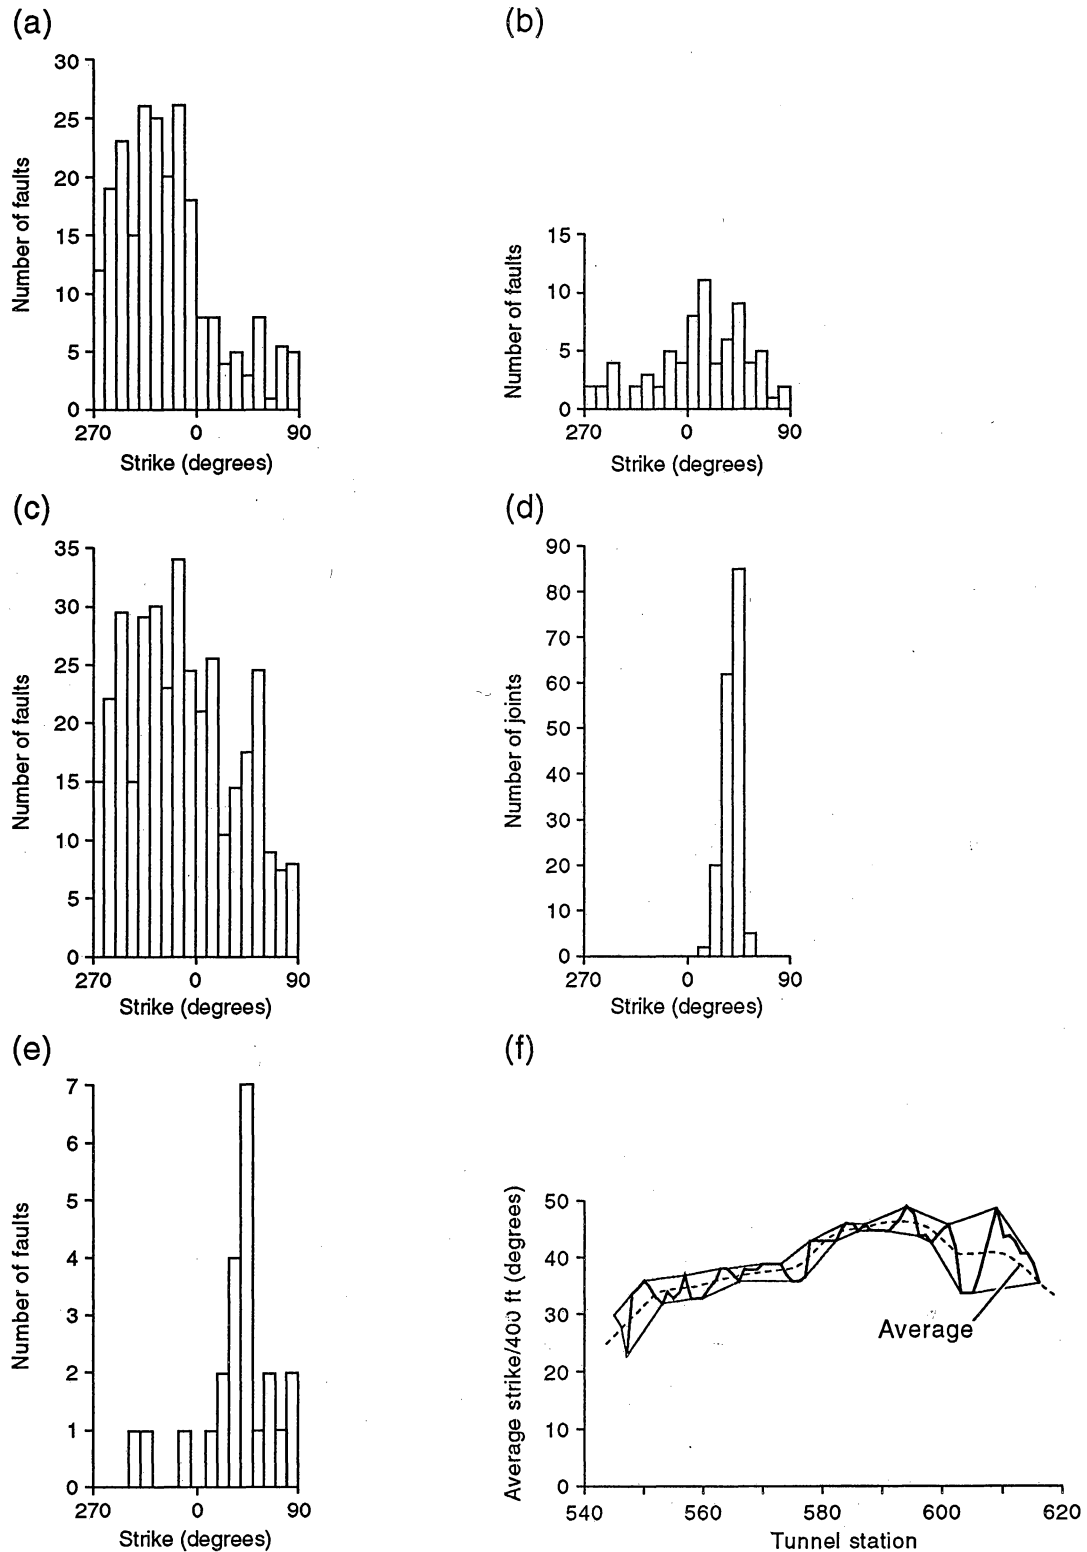 (a)
30
25
20
15
10
5
0
Number of faults
270 0 90
Strike (degrees)
(b)
15
10
5
0
Number of faults
270 0 90
Strike (degrees)
(c)
35
30
25
20
15
10
5
0
Number of faults
270 0 90
Strike (degrees)
(d)
90
80
70
60
50
40
30
20
10
0
Number of joints
270 0 90
Strike (degrees)
(e)
7
6
5
4
3
2
1
0
Number of faults
270 0 90
Strike (degrees)
(f)
50
40
30
20
10
0
Average strike/400 ft (degrees)
Average
540 560 580 600 620
Tunnel station